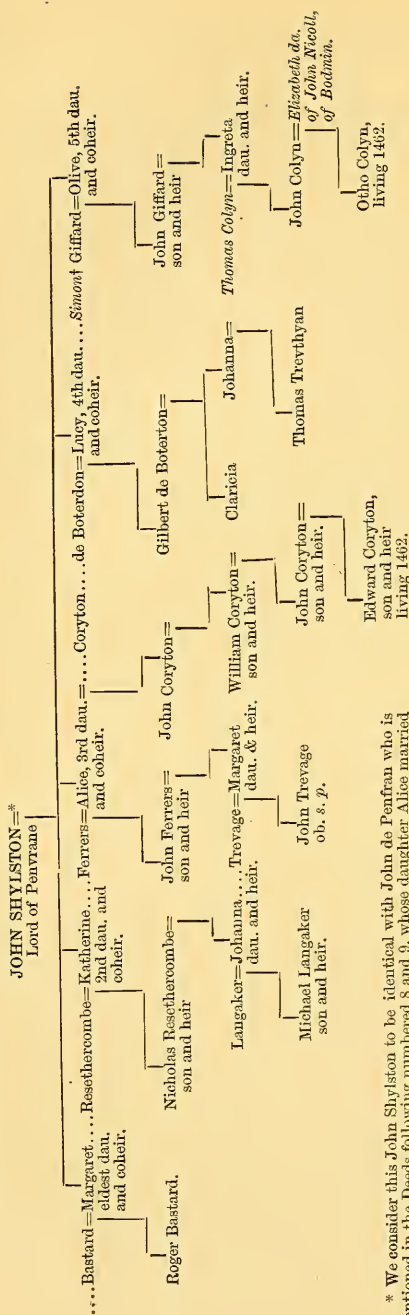 JOHN SHYLSTON=*
Lord of Penvrane
....Bastard=Margaret....Resethercombe=Katherine.....Ferrers=Alice, 3rd dau.=....Coryton....de Boterdon=Lucy, 4th dau....Simon† Giffard=Olive, 5th dau.
eldest dau. and coheir.
2nd dau. and coheir.
and coheir.
and coheir.
and coheir.
Roger Bastard.
Nicholas Resethercombe=
son and heir
John Ferrers=
son and heir
John Coryton=
Gilbert de Boterton=
John Giffard=
son and heir
Langaker=Johanna.....Trevage=Margaret
dau. and heir.
dau. & heir.
William Coryton=
son and heir.
Claricia
Johanna=
Thomas Colyn=Ingreta
dau. and heir.
Michael Langaker
son and heir.
John Trevage
ob. s. p.
John Coryton=
son and heir.
Thomas Trevthyan
John Colyn=Elizabeth da.
of John Nicoll,
of Bodmin.
Edward Coryton,
son and heir
living 1462.
Otho Colyn,
living 1462.
* We consider this John Shylston to be identical with John de Penfran who is
mentioned in the Deeds following numbered 8 and 9, whose daughter Alice married